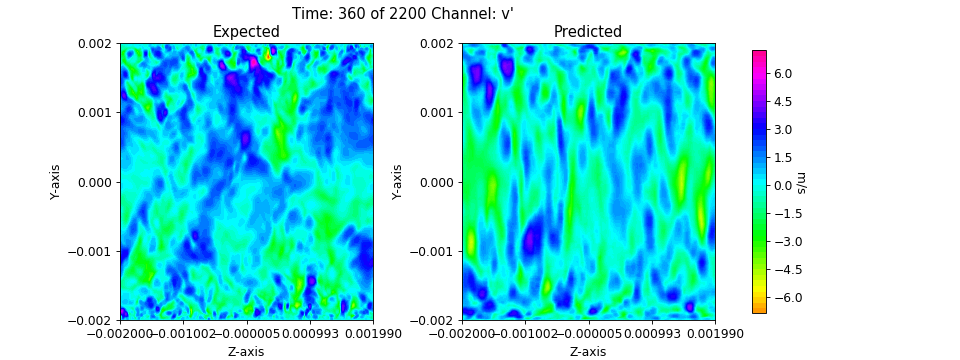 Time: 360 of 2200 Channel: v'
Expected
Predicted
0.002
0.001
0.000
−0.001
−0.002
Y-axis
−0.002000 −0.001002 −0.000005 0.000993 0.001990
Z-axis
0.002
0.001
0.000
−0.001
−0.002
Y-axis
−0.002000 −0.001002 −0.000005 0.000993 0.001990
Z-axis
6.0
4.5
3.0
1.5
0.0
−1.5
−3.0
−4.5
−6.0
m/s